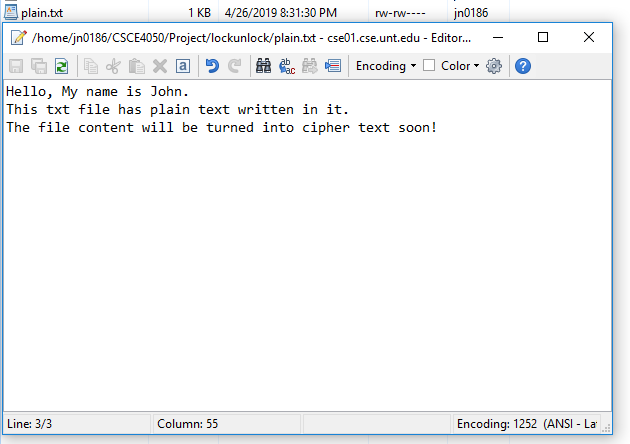 plain.txt 1 KB 4/26/2019 8:31:30 PM rw-rw---- jn0186
/home/jn0186/CSCE4050/Project/lockunlock/plain.txt - cse01.cse.unt.edu - Editor...
Encoding Color
Hello, My name is John.
This txt file has plain text written in it.
The file content will be turned into cipher text soon!
Line: 3/3 Column: 55 Encoding: 1252 (ANSI - La